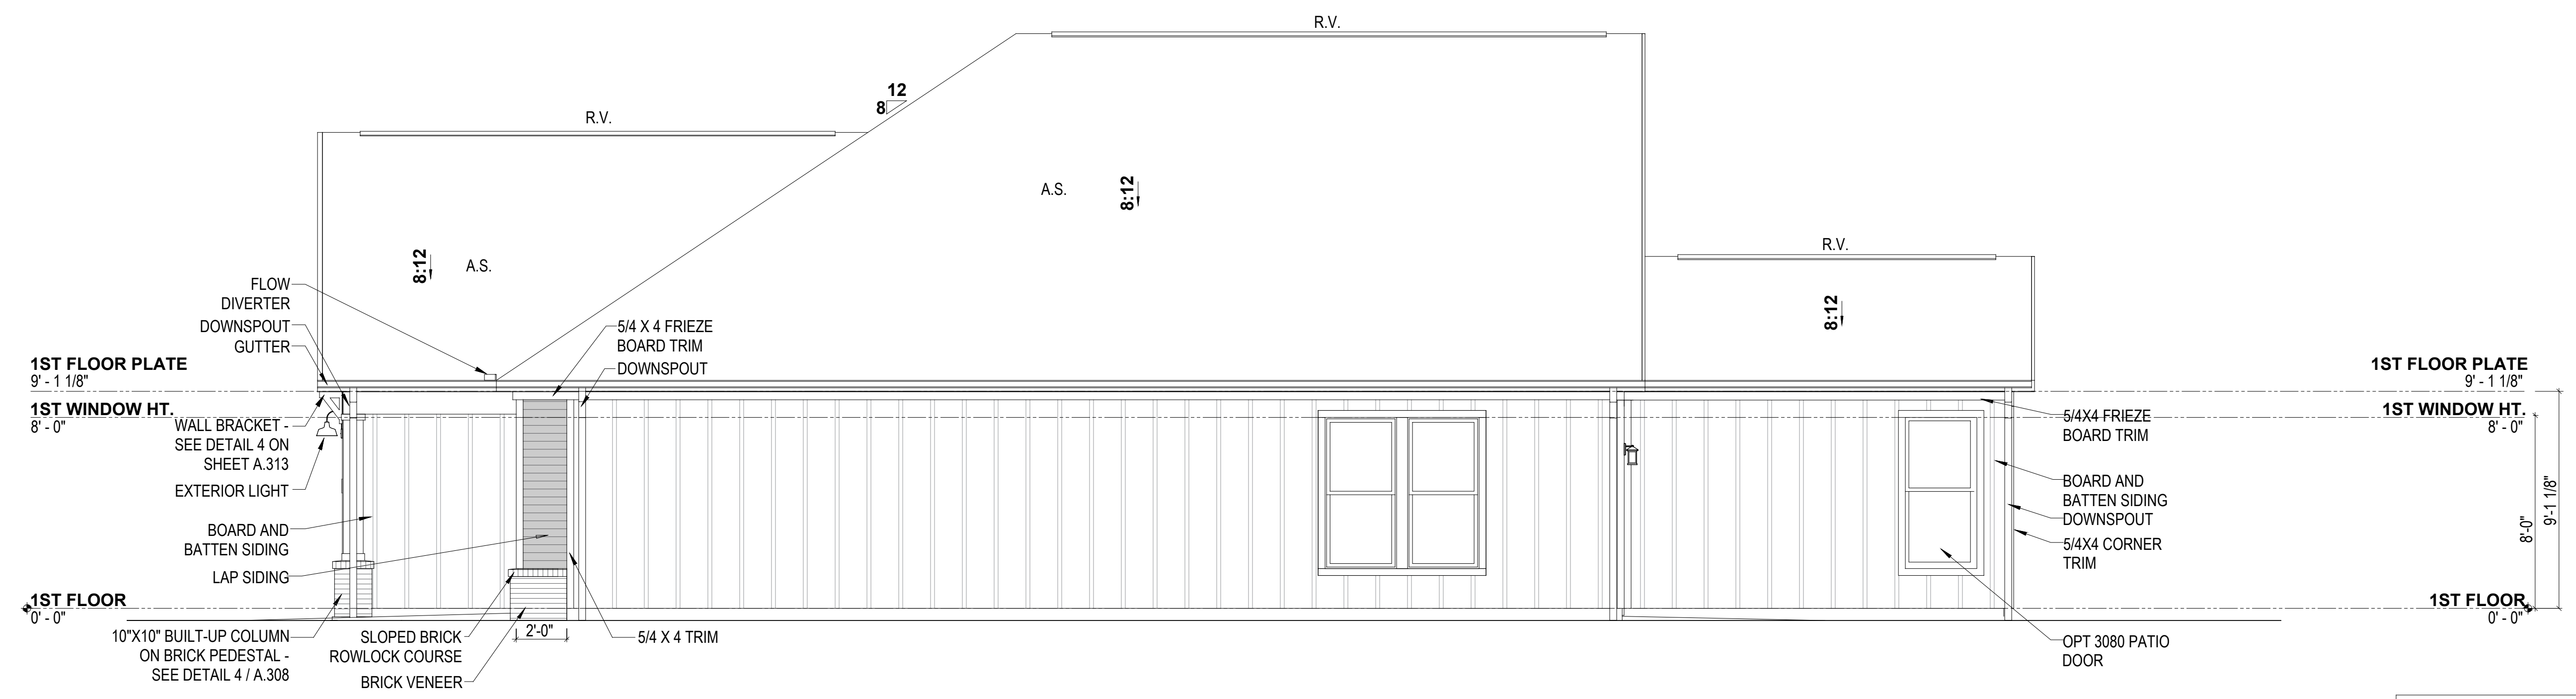 R.V.
12
8
R.V.
8:12
A.S.
A.S.
8:12
R.V.
8:12
FLOW
DIVERTER
DOWNSPOUT
GUTTER
1ST FLOOR PLATE
9' - 1 1/8"
1ST WINDOW HT.
8' - 0"
WALL BRACKET -
SEE DETAIL 4 ON
SHEET A.313
EXTERIOR LIGHT
BOARD AND
BATTEN SIDING
LAP SIDING
1ST FLOOR
0' - 0"
10"X10" BUILT-UP COLUMN
ON BRICK PEDESTAL -
SEE DETAIL 4 / A.308
5/4 X 4 FRIEZE
BOARD TRIM
DOWNSPOUT
2'-0"
SLOPED BRICK
ROWLOCK COURSE
BRICK VENEER
5/4 X 4 TRIM
1ST FLOOR PLATE
9' - 1 1/8"
1ST WINDOW HT.
8' - 0"
5/4X4 FRIEZE
BOARD TRIM
BOARD AND
BATTEN SIDING
DOWNSPOUT
5/4X4 CORNER
TRIM
8'-0"
9'-1 1/8"
1ST FLOOR
0' - 0"
OPT 3080 PATIO
DOOR